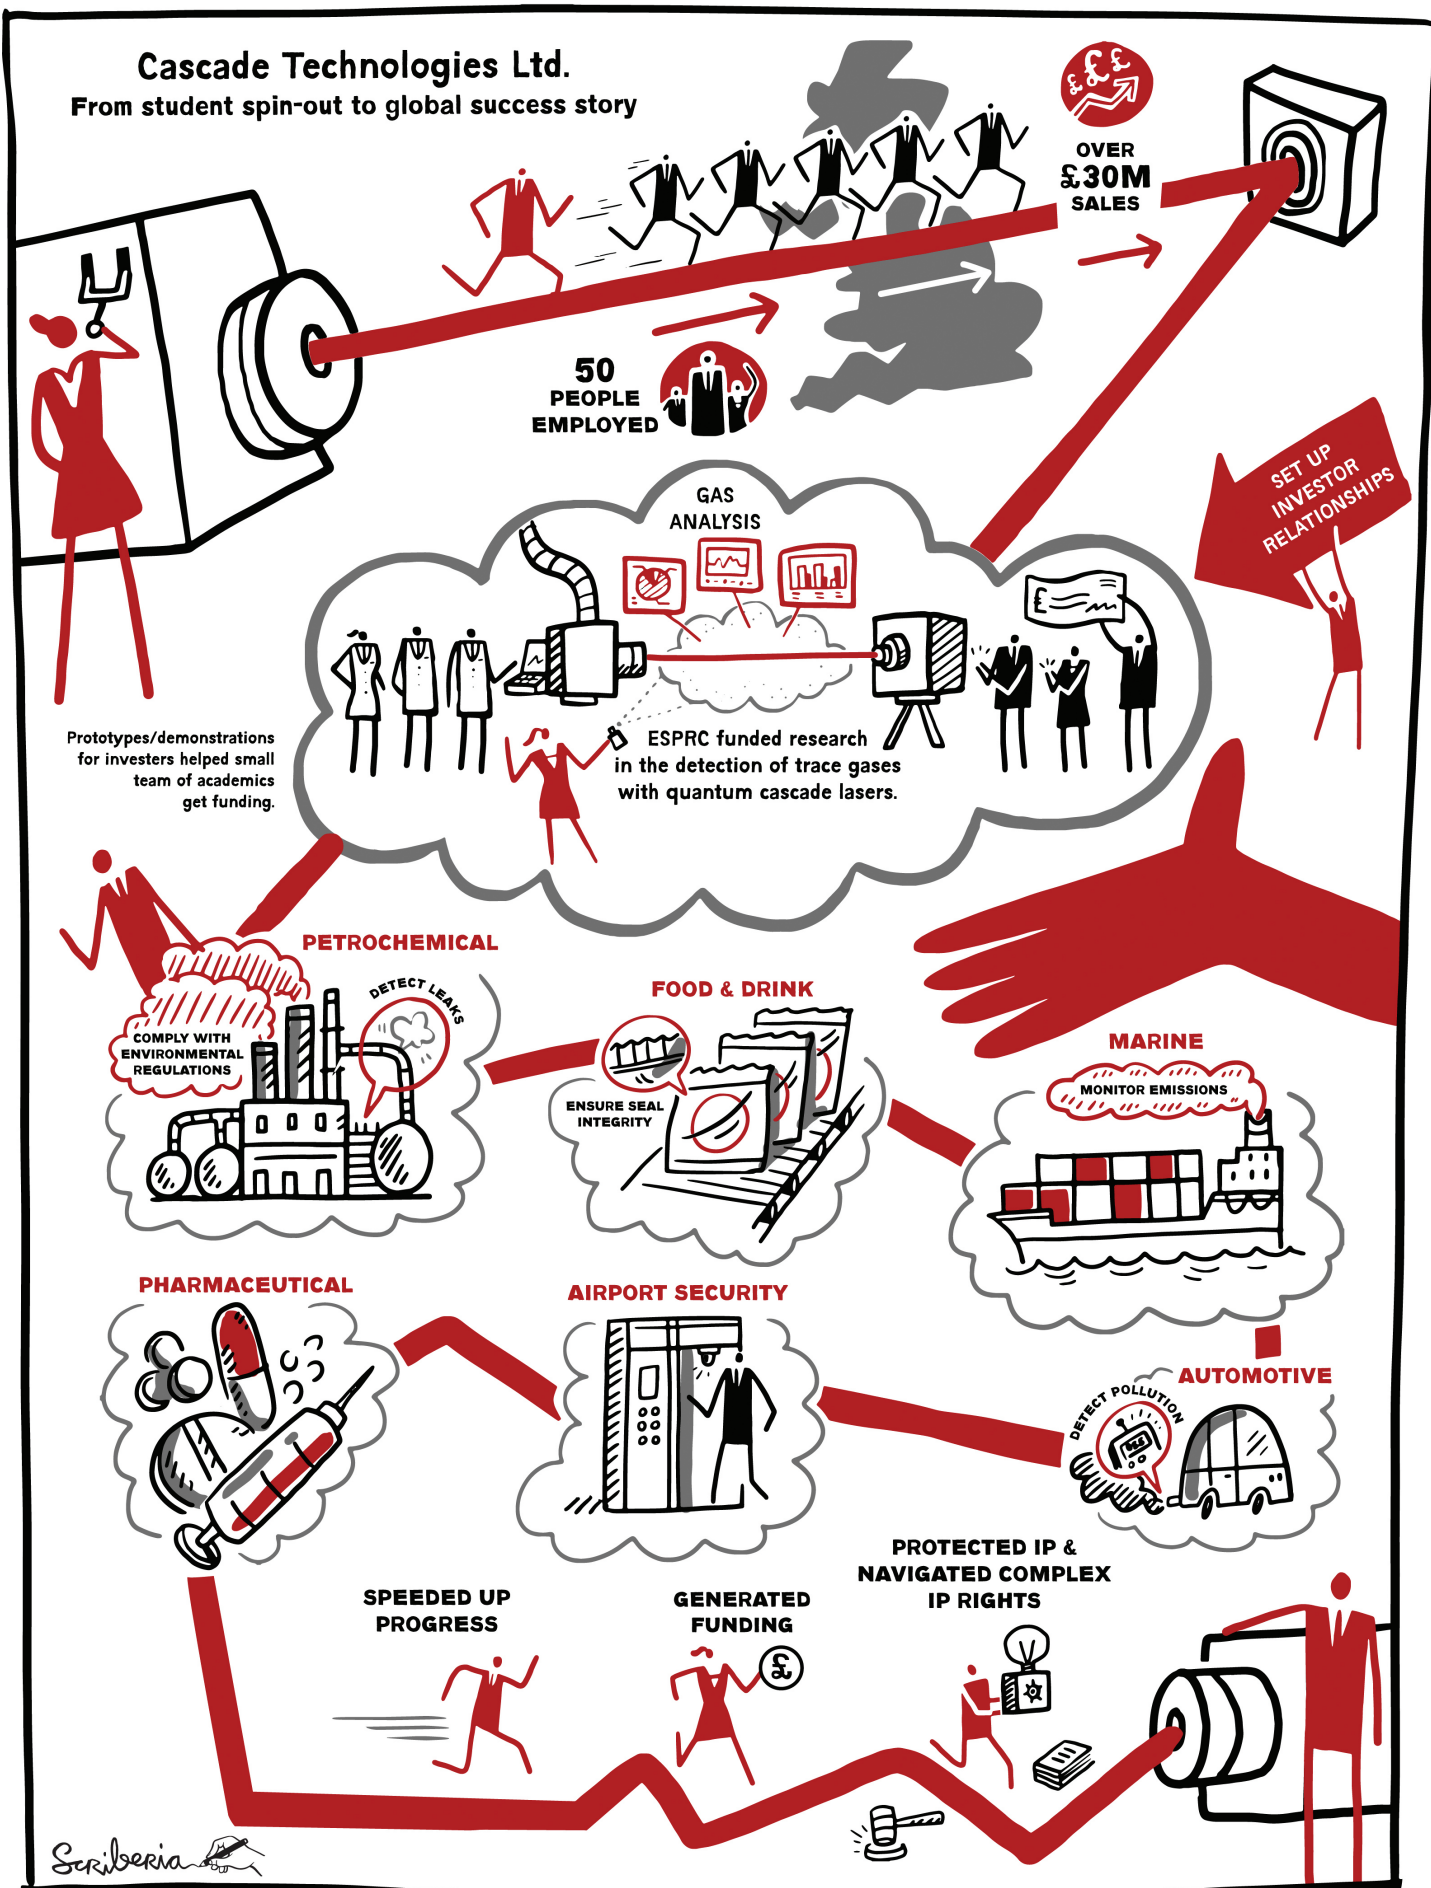 Cascade Technologies Ltd.
From student spin-out to global success story
£ £ £
OVER
£30M
SALES
50
PEOPLE
EMPLOYED
SET UP
INVESTOR
RELATIONSHIPS
GAS
ANALYSIS
£
ESPRC funded research
in the detection of trace gases
with quantum cascade lasers.
Prototypes/demonstrations
for investers helped small
team of academics
get funding.
PETROCHEMICAL
DETECT LEAKS
COMPLY WITH
ENVIRONMENTAL
REGULATIONS
FOOD & DRINK
ENSURE SEAL
INTEGRITY
MARINE
MONITOR EMISSIONS
PHARMACEUTICAL
AIRPORT SECURITY
AUTOMOTIVE
DETECT POLLUTION
PROTECTED IP &
NAVIGATED COMPLEX
IP RIGHTS
SPEEDED UP
PROGRESS
GENERATED
FUNDING
£
Scriberia